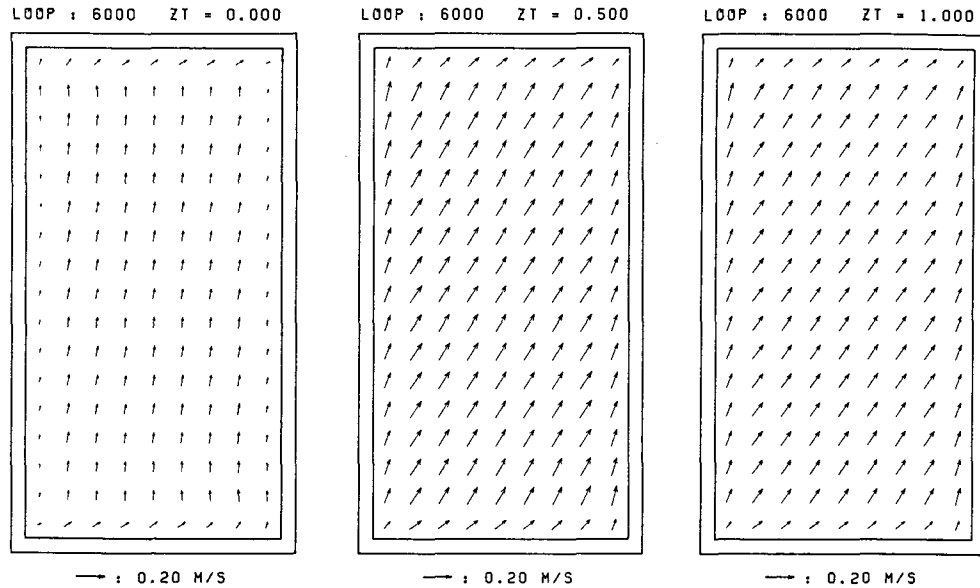 LOOP : 6000 ZT = 0.000
LOOP : 6000 ZT = 0.500
LOOP : 6000 ZT = 1.000
: 0.20 M/S
: 0.20 M/S
: 0.20 M/S